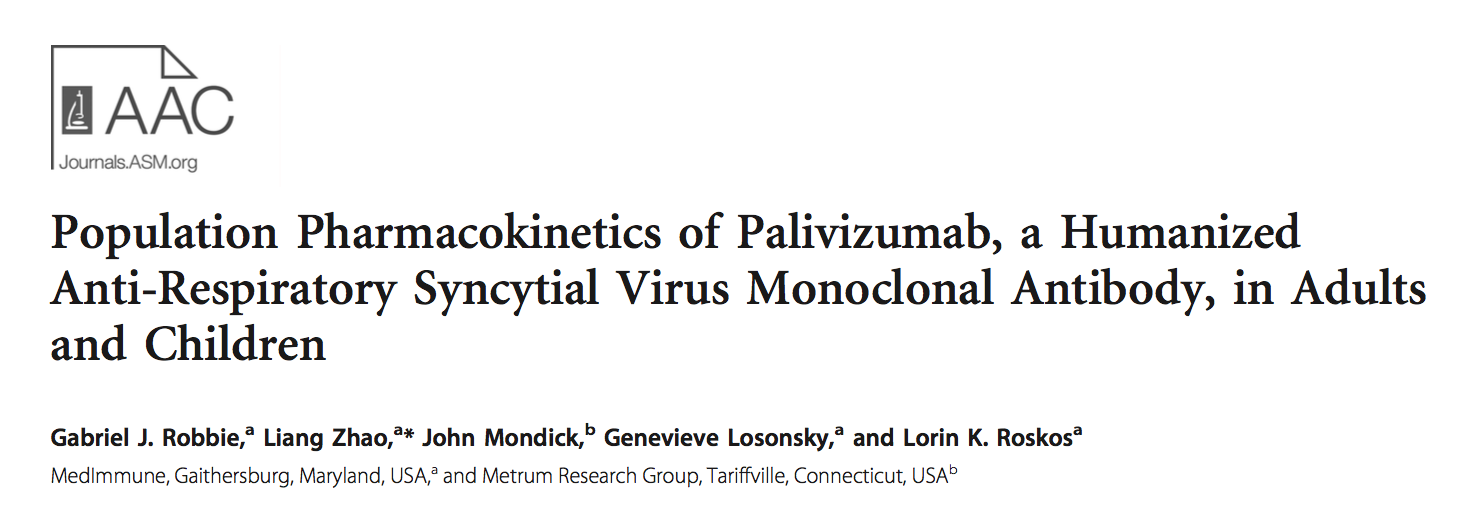 AAC
Journals.ASM.org
Population Pharmacokinetics of Palivizumab, a Humanized
Anti-Respiratory Syncytial Virus Monoclonal Antibody, in Adults
and Children
Gabriel J. Robbie,a Liang Zhao,a* John Mondick,b Genevieve Losonsky,a and Lorin K. Roskosa
MedImmune, Gaithersburg, Maryland, USA,a and Metrum Research Group, Tariffville, Connecticut, USAb